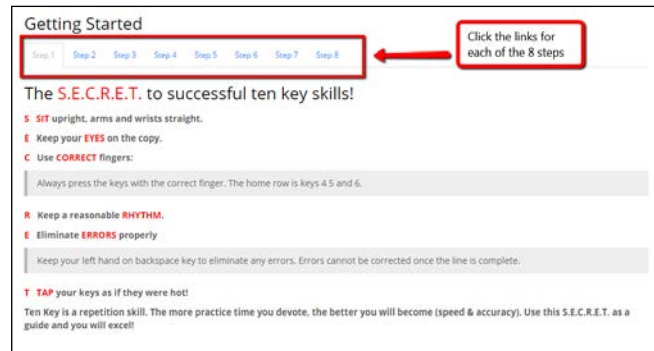 Getting Started
Click the links for
each of the 8 steps
Step 1 Step 2 Step 3 Step 4 Step 5 Step 6 Step 7 Step 8
The S.E.C.R.E.T. to successful ten key skills!
S SIT upright, arms and wrists straight.
E Keep your EYES on the copy.
C Use CORRECT fingers:
Always press the keys with the correct finger. The home row is keys 4 5 and 6.
R Keep a reasonable RHYTHM.
E Eliminate ERRORS properly
Keep your left hand on backspace key to eliminate any errors. Errors cannot be corrected once the line is complete.
T TAP your keys as if they were hot!
Ten Key is a repetition skill. The more practice time you devote, the better you will become (speed & accuracy). Use this S.E.C.R.E.T. as a
guide and you will excel!